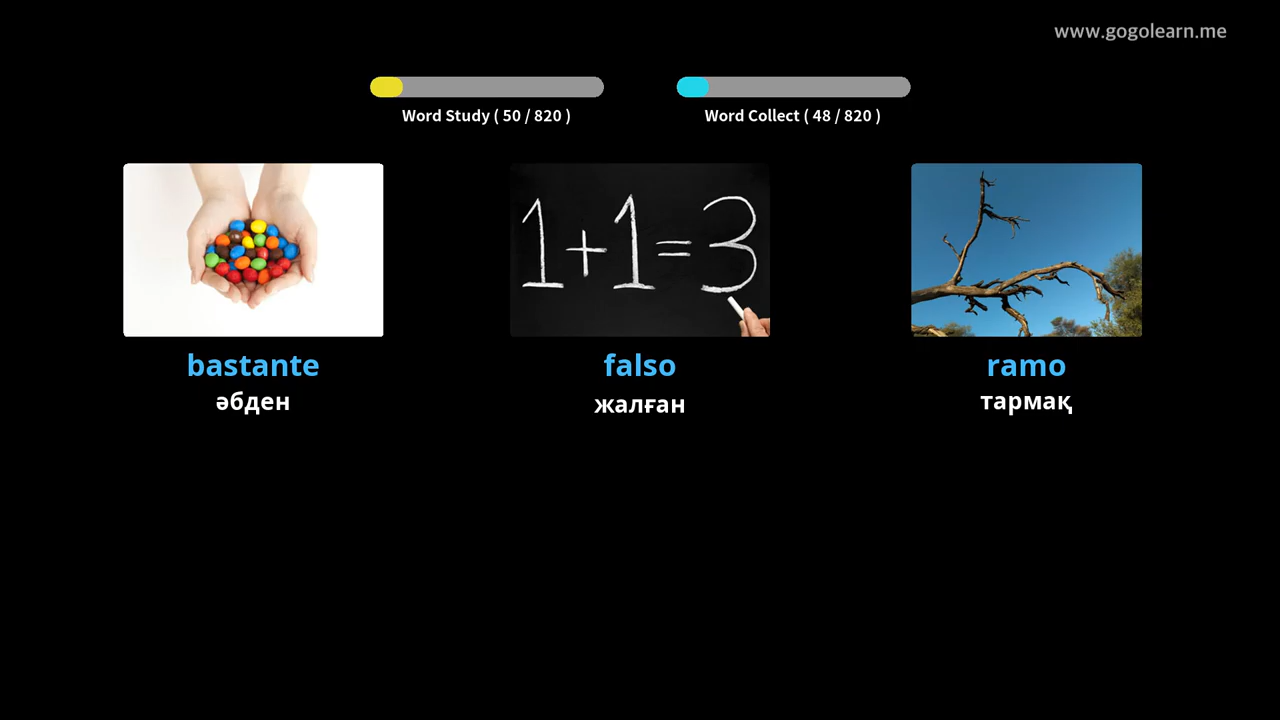 www.gogolearn.me
Word Study ( 50 / 820 )
Word Collect ( 48 / 820 )
1+1=3
bastante
falso
ramo
әбден
жалған
тармақ